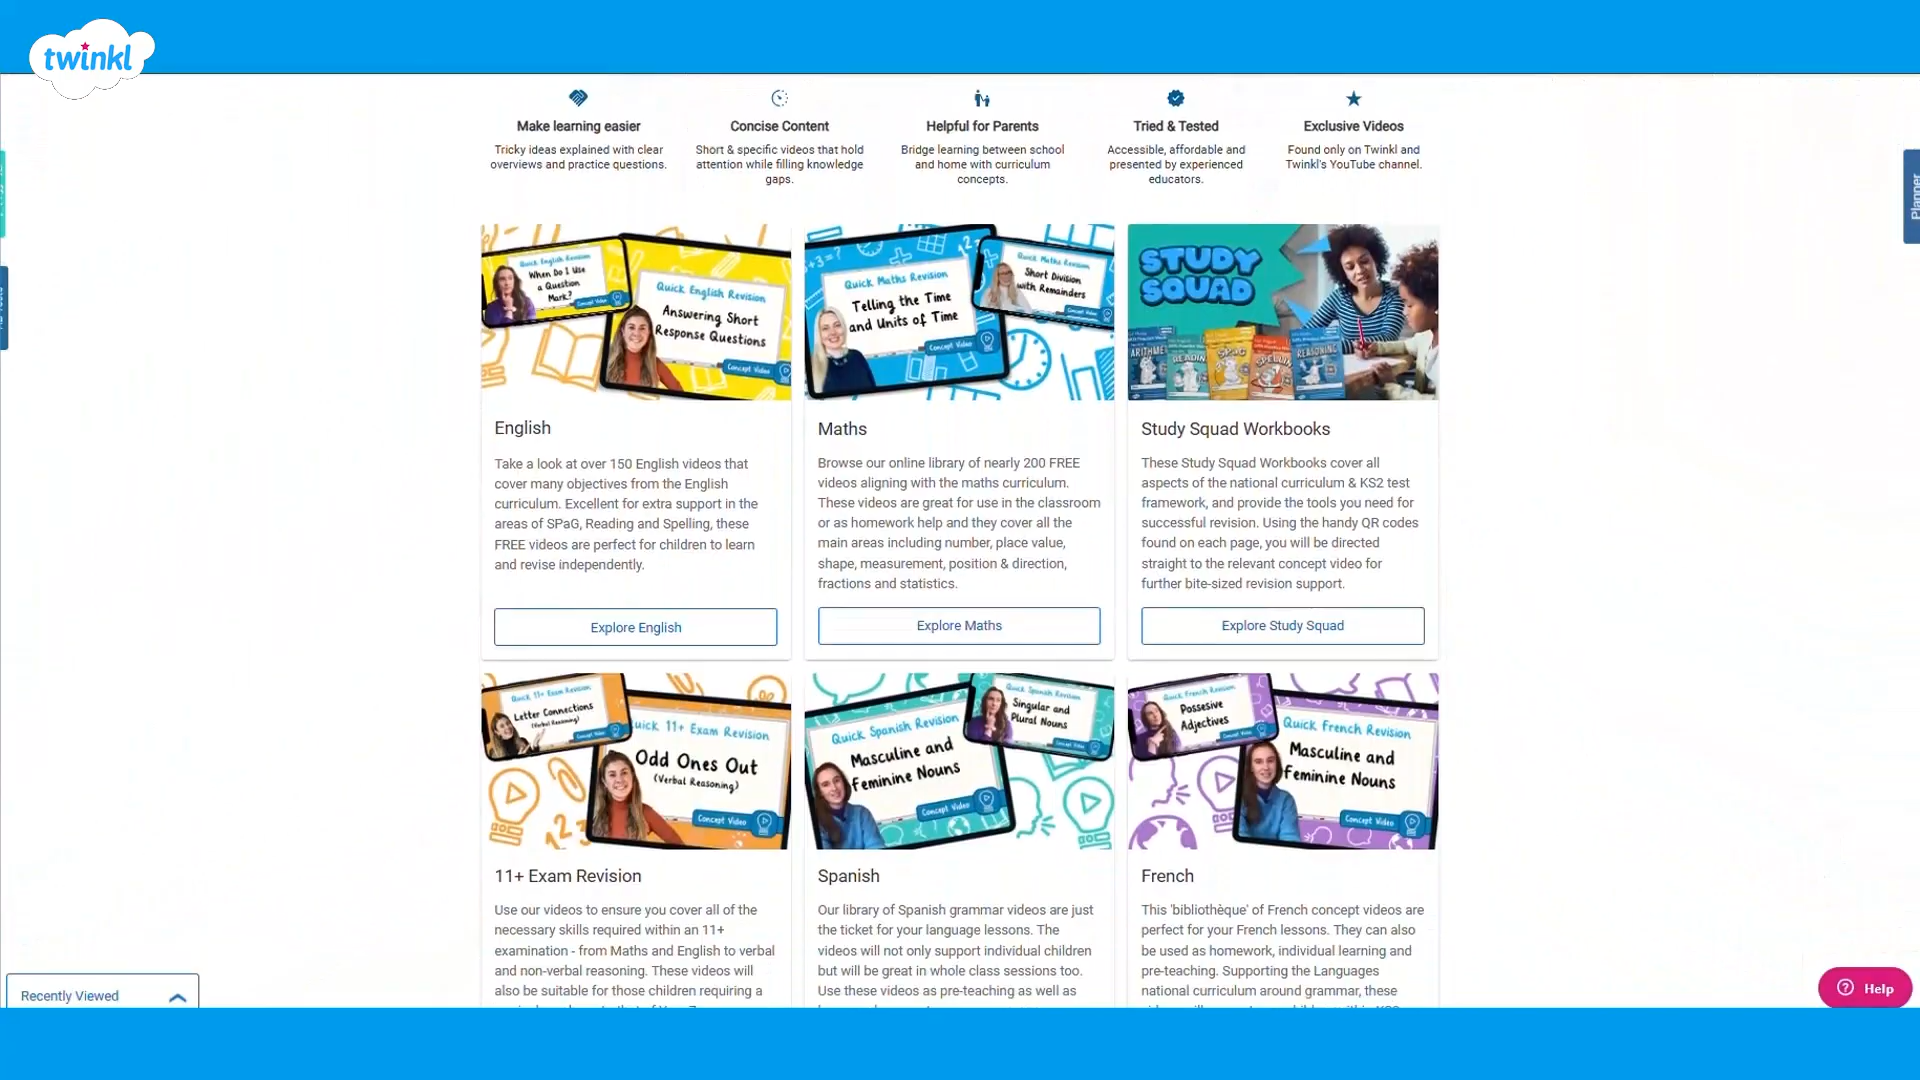 twinkl
Make learning easier
Tricky ideas explained with clear
overviews and practice questions.
Concise Content
Short & specific videos that hold
attention while filling knowledge
gaps.
Helpful for Parents
Bridge learning between school
and home with curriculum
concepts.
Tried & Tested
Accessible, affordable and
presented by experienced
educators.
Exclusive Videos
Found only on Twinkl and
Twinkl's YouTube channel.
Planner
Quick English Revision
When Do I Use
a Question
Mark?
Concept Video
Quick English Revision
Answering Short
Response Questions
Concept Video
Quick Maths Revision
Telling the Time
and Units of Time
Concept Video
Quick Maths Revision
Short Division
with Remainders
Concept Video
STUDY
SQUAD
ARITHME
READIN
SPaG
SPELLIN
REASONING
English
Take a look at over 150 English videos that
cover many objectives from the English
curriculum. Excellent for extra support in the
areas of SPaG, Reading and Spelling, these
FREE videos are perfect for children to learn
and revise independently.
Explore English
Maths
Browse our online library of nearly 200 FREE
videos aligning with the maths curriculum.
These videos are great for use in the classroom
or as homework help and they cover all the
main areas including number, place value,
shape, measurement, position & direction,
fractions and statistics.
Explore Maths
Study Squad Workbooks
These Study Squad Workbooks cover all
aspects of the national curriculum & KS2 test
framework, and provide the tools you need for
successful revision. Using the handy QR codes
found on each page, you will be directed
straight to the relevant concept video for
further bite-sized revision support.
Explore Study Squad
Quick 11+ Exam Revision
Letter Connections
(Verbal Reasoning)
Concept Video
uick 11+ Exam Revision
Odd Ones Out
(Verbal Reasoning)
Concept Video
Quick Spanish Revision
Masculine and
Feminine Nouns
Concept Video
Quick Spanish Revision
Singular and
Plural Nouns
Concept Video
Quick French Revision
Possesive
Adjectives
Concept Video
Quick French Revision
Masculine and
Feminine Nouns
Concept Video
11+ Exam Revision
Use our videos to ensure you cover all of the
necessary skills required within an 11+
examination - from Maths and English to verbal
and non-verbal reasoning. These videos will
also be suitable for those children requiring a
Spanish
Our library of Spanish grammar videos are just
the ticket for your language lessons. The
videos will not only support individual children
but will be great in whole class sessions too.
Use these videos as pre-teaching as well as
French
This 'bibliothèque' of French concept videos are
perfect for your French lessons. They can also
be used as homework, individual learning and
pre-teaching. Supporting the Languages
national curriculum around grammar, these
Recently Viewed
Help